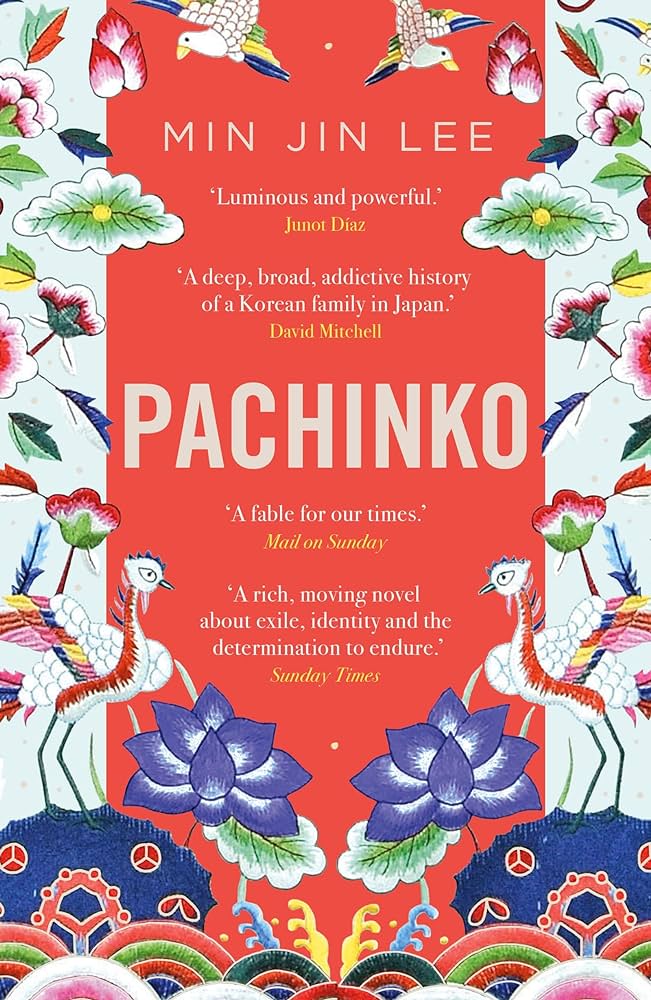 MIN JIN LEE
‘Luminous and powerful.’
Junot Díaz
‘A deep, broad, addictive history
of a Korean family in Japan.’
David Mitchell
PACHINKO
‘A fable for our times.’
Mail on Sunday
‘A rich, moving novel
about exile, identity and the
determination to endure.’
Sunday Times